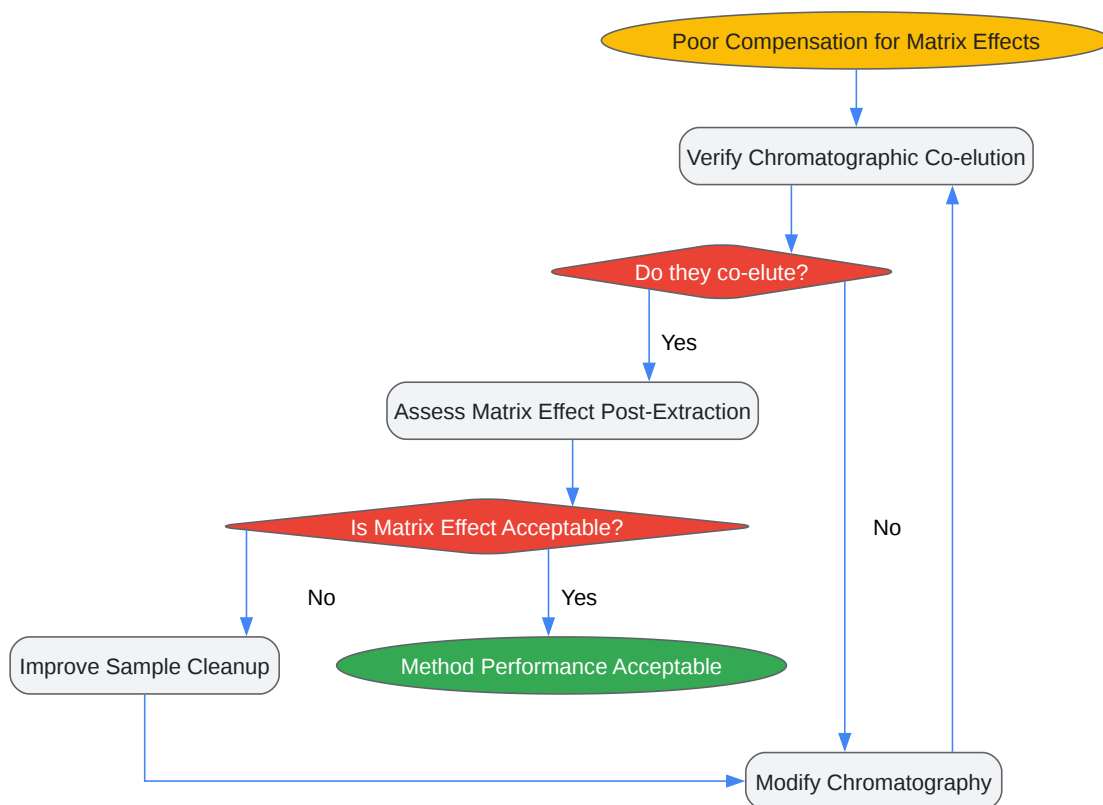 Poor Compensation for Matrix Effects
Verify Chromatographic Co-elution
Do they co-elute?
Yes
Assess Matrix Effect Post-Extraction
Is Matrix Effect Acceptable?
No
No
Yes
Improve Sample Cleanup
Method Performance Acceptable
Modify Chromatography